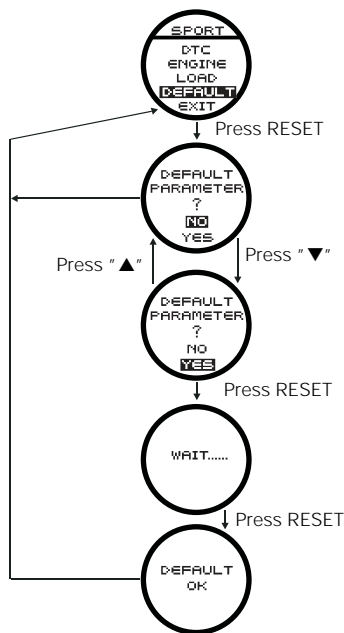 SPORT
DTC
ENGINE
LOAD
DEFAULT
EXIT
Press RESET
DEFAULT
PARAMETER
?
NO
YES
Press "▲"
Press "▼"
DEFAULT
PARAMETER
?
NO
YES
Press RESET
WAIT......
Press RESET
DEFAULT
OK